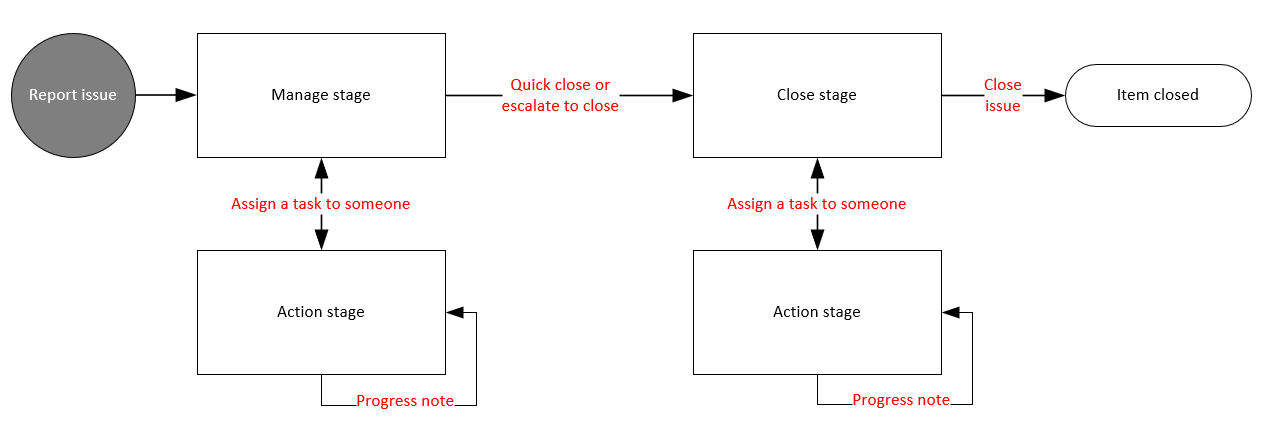 Report issue
Manage stage
Quick close or
escalate to close
Close stage
Close
issue
Item closed
Assign a task to someone
Assign a task to someone
Action stage
Action stage
Progress note
Progress note